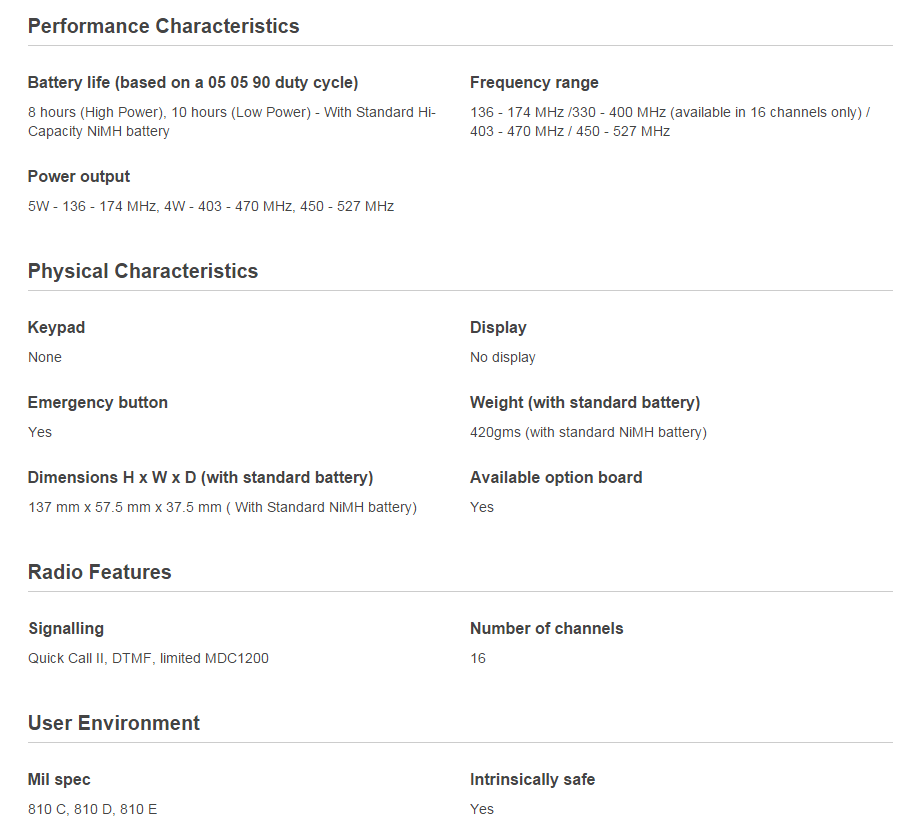 Performance Characteristics
Battery life (based on a 05 05 90 duty cycle)
8 hours (High Power), 10 hours (Low Power) - With Standard Hi-
Capacity NiMH battery
Frequency range
136 - 174 MHz /330 - 400 MHz (available in 16 channels only) /
403 - 470 MHz / 450 - 527 MHz
Power output
5W - 136 - 174 MHz, 4W - 403 - 470 MHz, 450 - 527 MHz
Physical Characteristics
Keypad
None
Display
No display
Emergency button
Yes
Weight (with standard battery)
420gms (with standard NiMH battery)
Dimensions H x W x D (with standard battery)
137 mm x 57.5 mm x 37.5 mm ( With Standard NiMH battery)
Available option board
Yes
Radio Features
Signalling
Quick Call II, DTMF, limited MDC1200
Number of channels
16
User Environment
Mil spec
810 C, 810 D, 810 E
Intrinsically safe
Yes